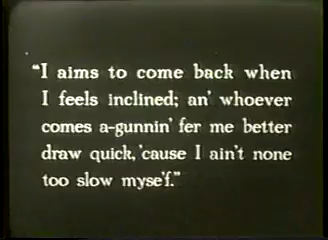 "I aims to come back when
I feels inclined; an' whoever
comes a-gunnin' fer me better
draw quick, 'cause I ain't none
too slow myse'f."